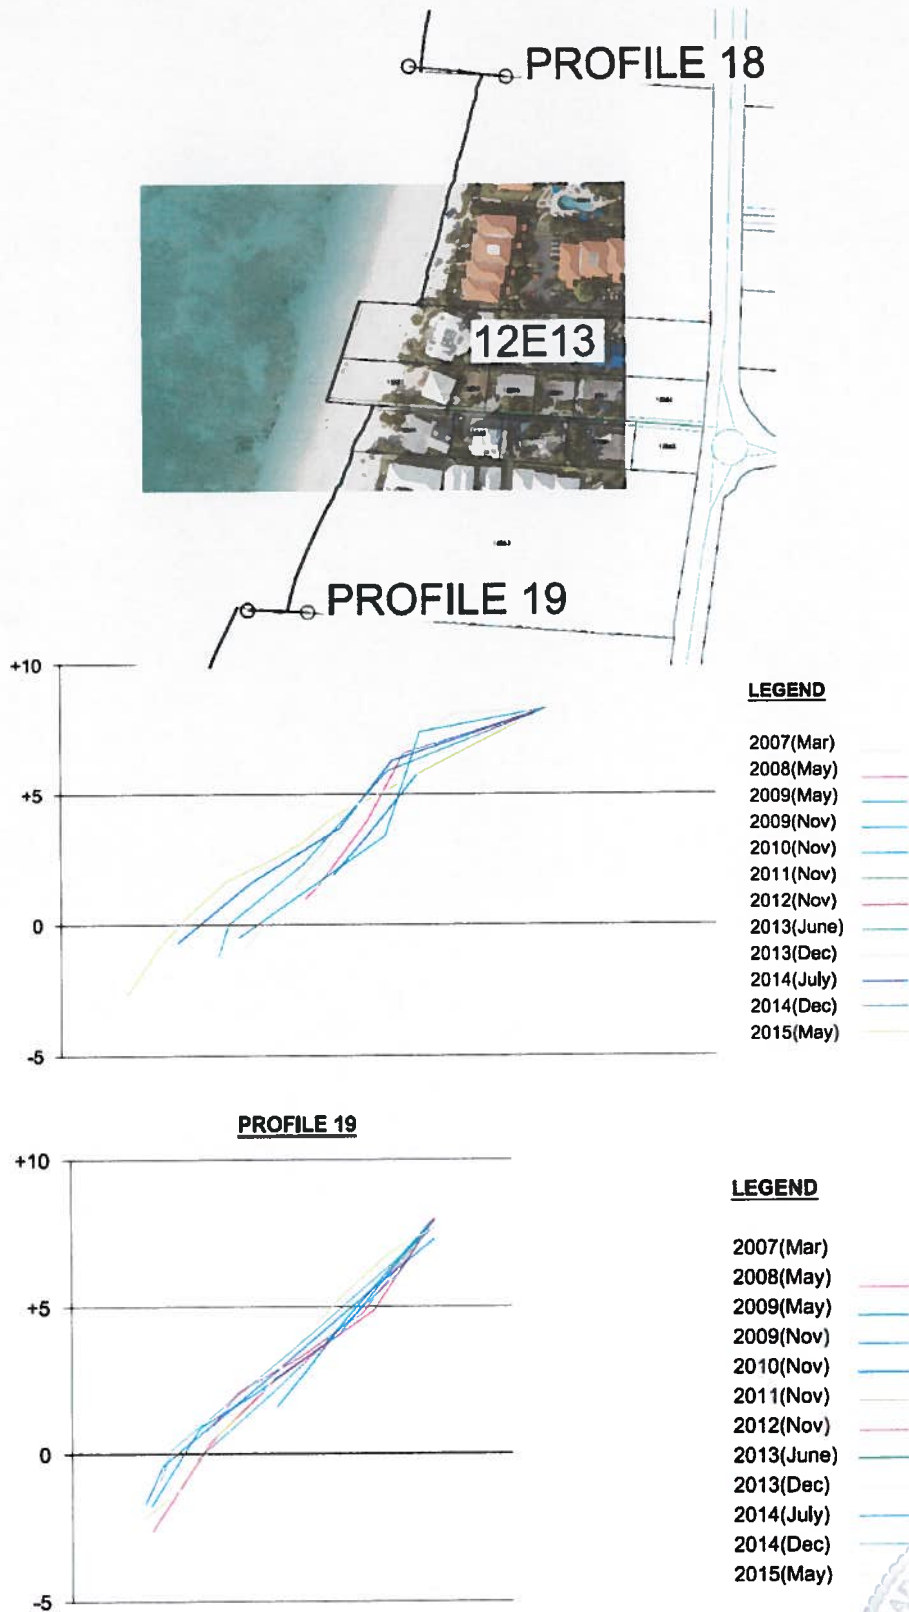 PROFILE 18
12E13
PROFILE 19
+10
+5
0
-5
LEGEND
2007(Mar)
2008(May)
2009(May)
2009(Nov)
2010(Nov)
2011(Nov)
2012(Nov)
2013(June)
2013(Dec)
2014(July)
2014(Dec)
2015(May)
PROFILE 19
+10
+5
0
-5
LEGEND
2007(Mar)
2008(May)
2009(May)
2009(Nov)
2010(Nov)
2011(Nov)
2012(Nov)
2013(June)
2013(Dec)
2014(July)
2014(Dec)
2015(May)